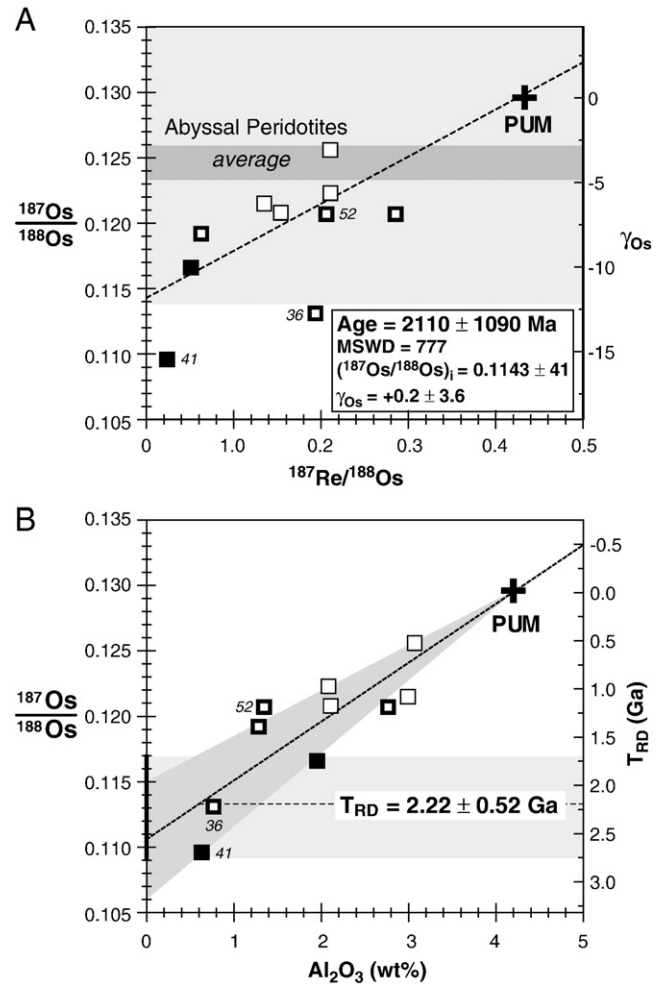 A
0.135
0.130
0.125
0.120
0.115
0.110
0.105
¹⁸⁷Os
¹⁸⁸Os
Abyssal Peridotites
average
PUM
52
36
41
0
-5
-10
-15
γOs
Age = 2110 ± 1090 Ma
MSWD = 777
(¹⁸⁷Os/¹⁸⁸Os)i = 0.1143 ± 41
γOs = +0.2 ± 3.6
0 0.1 0.2 0.3 0.4 0.5
¹⁸⁷Re/¹⁸⁸Os
B
0.135
0.130
0.125
0.120
0.115
0.110
0.105
¹⁸⁷Os
¹⁸⁸Os
PUM
52
36
41
TRD = 2.22 ± 0.52 Ga
-0.5
0.0
0.5
1.0
1.5
2.0
2.5
3.0
TRD (Ga)
0 1 2 3 4 5
Al₂O₃ (wt%)